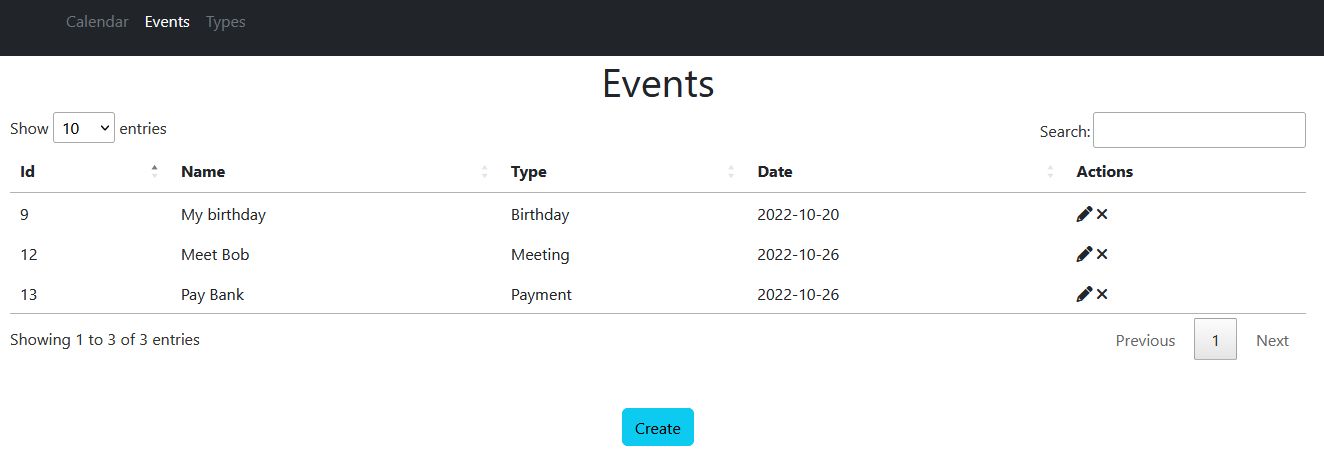 Calendar Events Types
Events
Show 10 entries Search:
Id Name Type Date Actions
9 My birthday Birthday 2022-10-20
12 Meet Bob Meeting 2022-10-26
13 Pay Bank Payment 2022-10-26
Showing 1 to 3 of 3 entries Previous 1 Next
Create